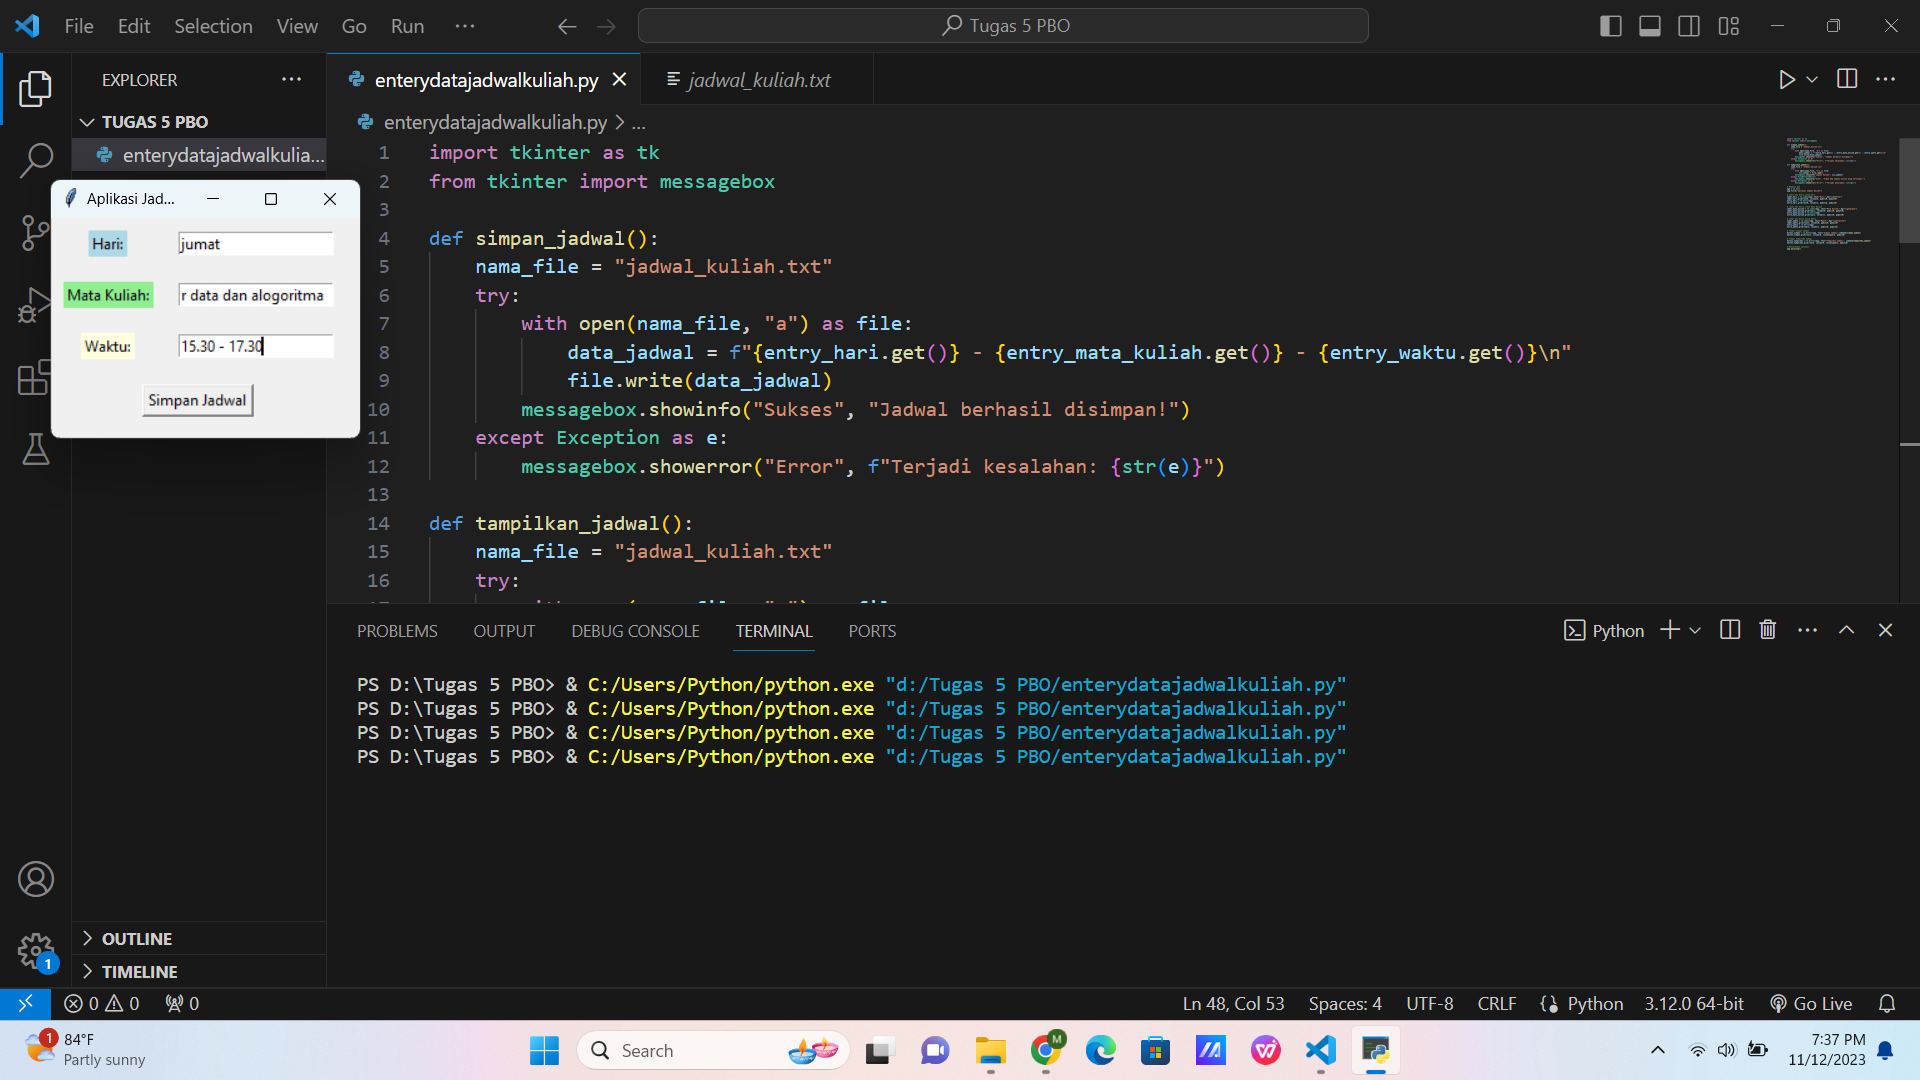 File Edit Selection View Go Run ...
Tugas 5 PBO
EXPLORER
TUGAS 5 PBO
enterydatajadwalkulia...
enterydatajadwalkuliah.py
jadwal_kuliah.txt
enterydatajadwalkuliah.py > ...
Aplikasi Jad...
Hari: jumat
Mata Kuliah: r data dan alogoritma
Waktu: 15.30 - 17.30
Simpan Jadwal
1 import tkinter as tk
2 from tkinter import messagebox
3
4 def simpan_jadwal():
5 nama_file = "jadwal_kuliah.txt"
6 try:
7 with open(nama_file, "a") as file:
8 data_jadwal = f"{entry_hari.get()} - {entry_mata_kuliah.get()} - {entry_waktu.get()}\n"
9 file.write(data_jadwal)
10 messagebox.showinfo("Sukses", "Jadwal berhasil disimpan!")
11 except Exception as e:
12 messagebox.showerror("Error", f"Terjadi kesalahan: {str(e)}")
13
14 def tampilkan_jadwal():
15 nama_file = "jadwal_kuliah.txt"
16 try:
PROBLEMS OUTPUT DEBUG CONSOLE TERMINAL PORTS
Python
PS D:\Tugas 5 PBO> & C:/Users/Python/python.exe "d:/Tugas 5 PBO/enterydatajadwalkuliah.py"
PS D:\Tugas 5 PBO> & C:/Users/Python/python.exe "d:/Tugas 5 PBO/enterydatajadwalkuliah.py"
PS D:\Tugas 5 PBO> & C:/Users/Python/python.exe "d:/Tugas 5 PBO/enterydatajadwalkuliah.py"
PS D:\Tugas 5 PBO> & C:/Users/Python/python.exe "d:/Tugas 5 PBO/enterydatajadwalkuliah.py"
1
OUTLINE
TIMELINE
0 0 0
Ln 48, Col 53 Spaces: 4 UTF-8 CRLF Python 3.12.0 64-bit Go Live
1
84°F
Partly sunny
Search
M
7:37 PM
11/12/2023